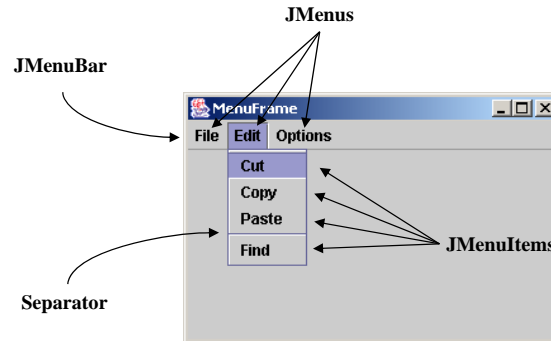 JMenus
JMenuBar
MenuFrame
File Edit Options
Cut
Copy
Paste
Find
JMenuItems
Separator